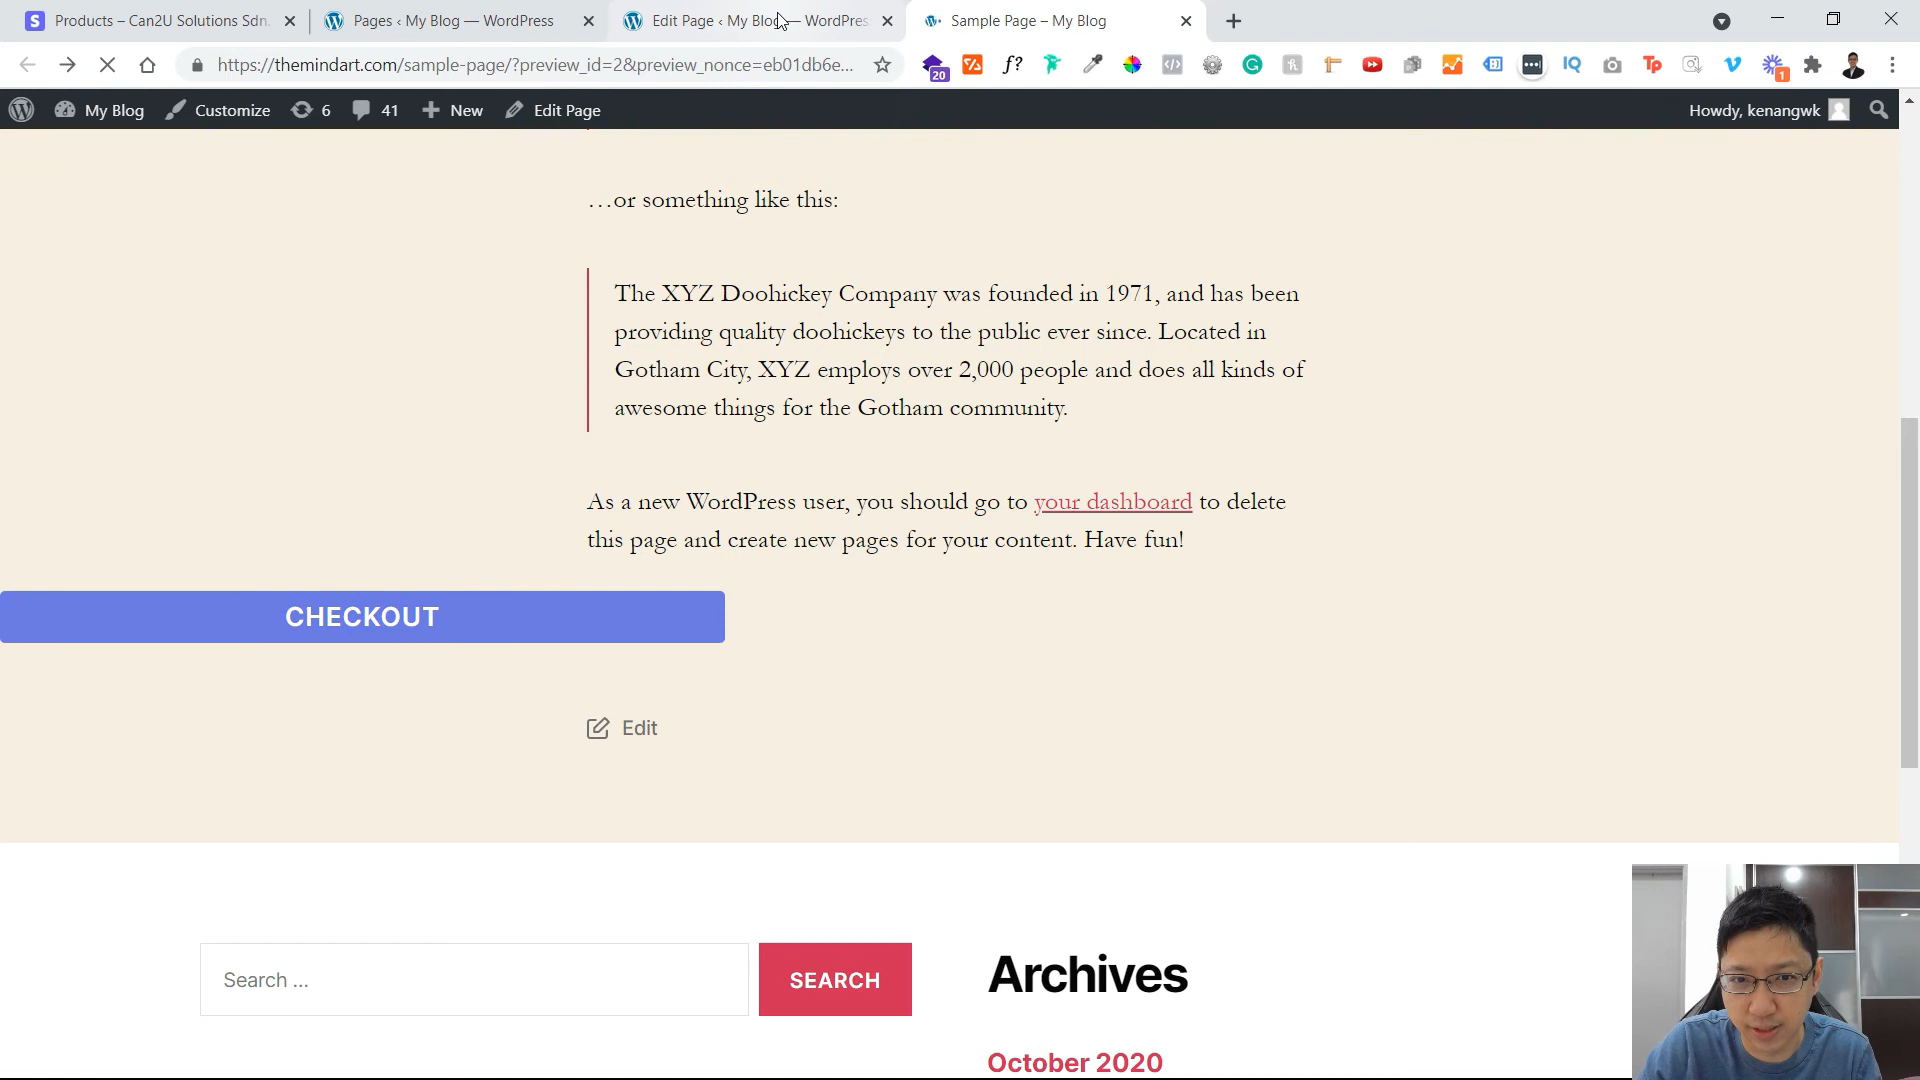 Products – Can2U Solutions Sdn.
Pages ‹ My Blog — WordPress
Edit Page ‹ My Blog — WordPres
Sample Page – My Blog
https://themindart.com/sample-page/?preview_id=2&preview_nonce=eb01db6e...
20
f?
IQ
Tp
1
My Blog
Customize
6
41
New
Edit Page
Howdy, kenangwk
…or something like this:
The XYZ Doohickey Company was founded in 1971, and has been
providing quality doohickeys to the public ever since. Located in
Gotham City, XYZ employs over 2,000 people and does all kinds of
awesome things for the Gotham community.
As a new WordPress user, you should go to your dashboard to delete
this page and create new pages for your content. Have fun!
CHECKOUT
Edit
Search …
SEARCH
Archives
October 2020